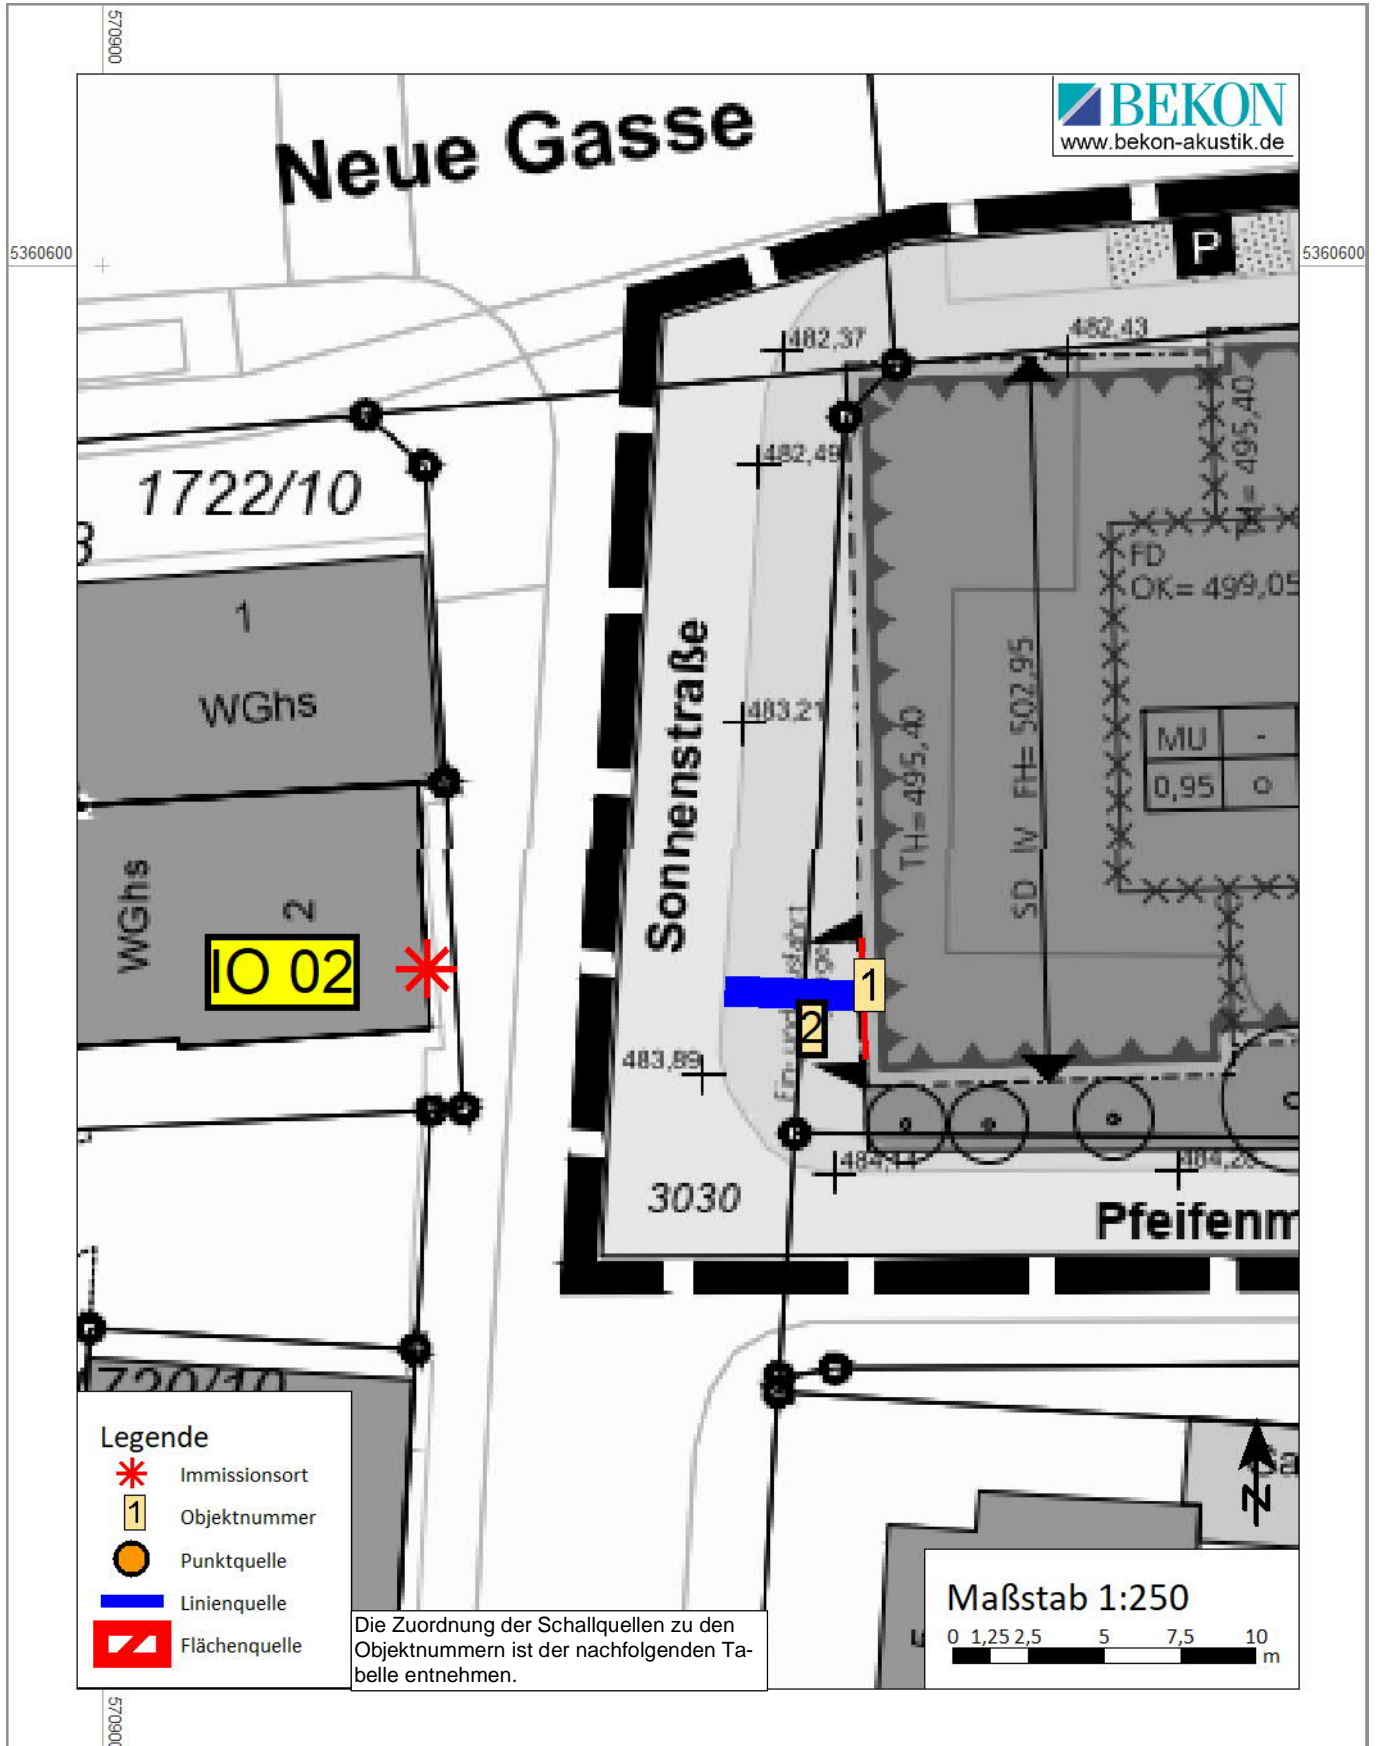 570900
BEKON
www.bekon-akustik.de
Neue Gasse
5360600
5360600
P
482,37
482,43
482,49
1722/10
= 495,40
FD
OK= 499,05
1
WGhs
Sonnenstraße
483,21
TH= 495,40
SD IV FH= 502,95
MU -
0,95 o
WGhs
2
IO 02
1
2
483,89
484,14
3030
Pfeifenm
Legende
Immissionsort
1 Objektnummer
Punktquelle
Linienquelle
Flächenquelle
Die Zuordnung der Schallquellen zu den
Objektnummern ist der nachfolgenden Ta-
belle entnehmen.
N
Maßstab 1:250
0 1,25 2,5 5 7,5 10
m
570900